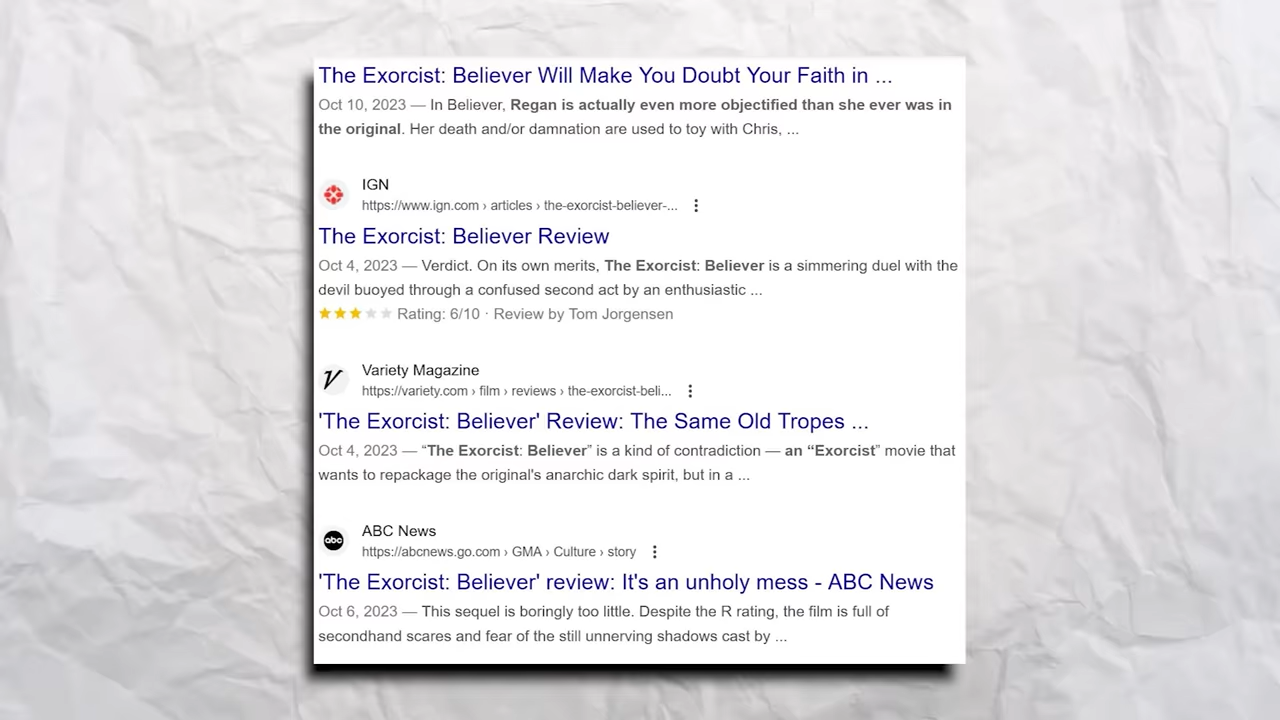 The Exorcist: Believer Will Make You Doubt Your Faith in ...
Oct 10, 2023 — In Believer, Regan is actually even more objectified than she ever was in
the original. Her death and/or damnation are used to toy with Chris, ...
IGN
https://www.ign.com › articles › the-exorcist-believer-...
The Exorcist: Believer Review
Oct 4, 2023 — Verdict. On its own merits, The Exorcist: Believer is a simmering duel with the
devil buoyed through a confused second act by an enthusiastic ...
Rating: 6/10 · Review by Tom Jorgensen
V
Variety Magazine
https://variety.com › film › reviews › the-exorcist-beli...
'The Exorcist: Believer' Review: The Same Old Tropes ...
Oct 4, 2023 — “The Exorcist: Believer” is a kind of contradiction — an “Exorcist” movie that
wants to repackage the original's anarchic dark spirit, but in a ...
abc
ABC News
https://abcnews.go.com › GMA › Culture › story
'The Exorcist: Believer' review: It's an unholy mess - ABC News
Oct 6, 2023 — This sequel is boringly too little. Despite the R rating, the film is full of
secondhand scares and fear of the still unnerving shadows cast by ...